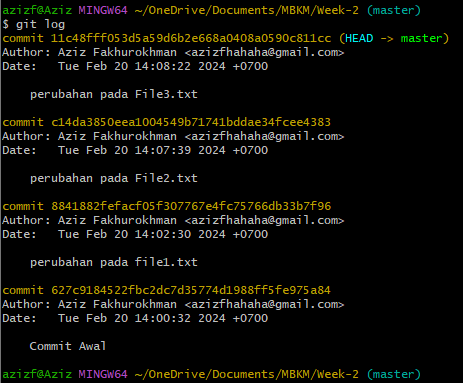 azizf@Aziz MINGW64 ~/OneDrive/Documents/MBKM/Week-2 (master)
$ git log
commit 11c48fff053d5a59d6b2e668a0408a0590c811cc (HEAD -> master)
Author: Aziz Fakhurokhman <azizfhahaha@gmail.com>
Date:   Tue Feb 20 14:08:22 2024 +0700
    perubahan pada File3.txt
commit c14da3850eea1004549b71741bddae34fcee4383
Author: Aziz Fakhurokhman <azizfhahaha@gmail.com>
Date:   Tue Feb 20 14:07:39 2024 +0700
    perubahan pada File2.txt
commit 8841882fefacf05f307767e4fc75766db33b7f96
Author: Aziz Fakhurokhman <azizfhahaha@gmail.com>
Date:   Tue Feb 20 14:02:30 2024 +0700
    perubahan pada file1.txt
commit 627c9184522fbc2dc7d35774d1988ff5fe975a84
Author: Aziz Fakhurokhman <azizfhahaha@gmail.com>
Date:   Tue Feb 20 14:00:32 2024 +0700
    Commit Awal
azizf@Aziz MINGW64 ~/OneDrive/Documents/MBKM/Week-2 (master)